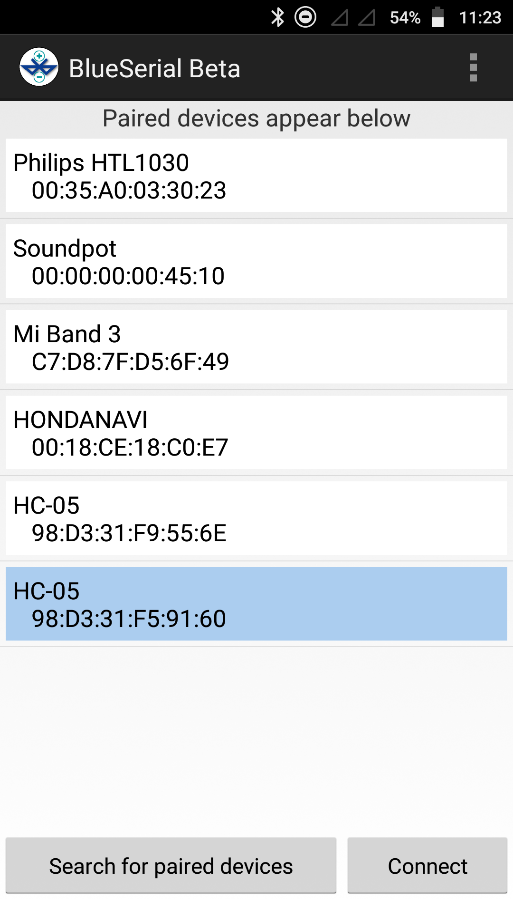 54% 11:23
BlueSerial Beta
Paired devices appear below
Philips HTL1030
00:35:A0:03:30:23
Soundpot
00:00:00:00:45:10
Mi Band 3
C7:D8:7F:D5:6F:49
HONDANAVI
00:18:CE:18:C0:E7
HC-05
98:D3:31:F9:55:6E
HC-05
98:D3:31:F5:91:60
Search for paired devices Connect